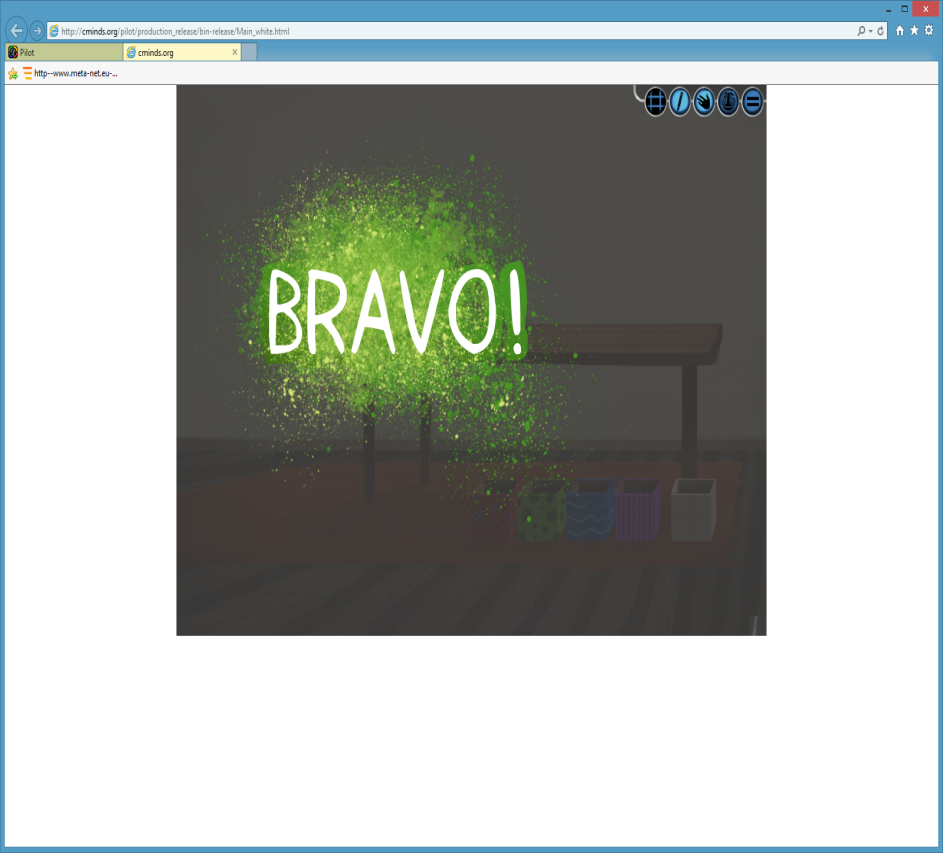 http://cminds.org/pilot/production_release/bin-release/Main_white.html
Pilot
cminds.org
http--www.meta-net.eu-...
BRAVO!